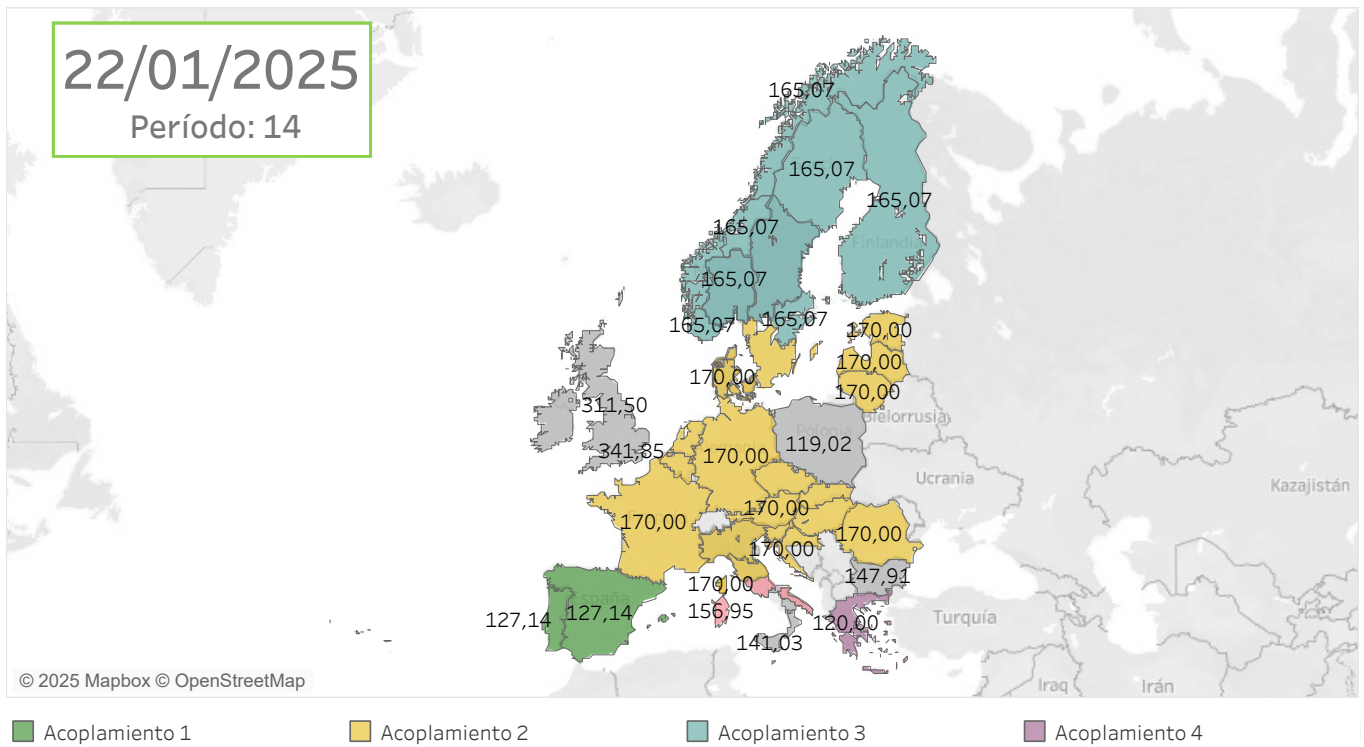 22/01/2025
Período: 14
165,07
165,07
165,07
Finlandia
165,07
165,07
165,07
165,07
170,00
170,00
170,00
170,00
Bielorrusia
311,50
341,85
Polonia
119,02
170,00
Ucrania
Kazajistán
170,00
170,00
170,00
170,00
147,91
170,00
156,95
España
127,14
127,14
141,03
120,00
Turquía
Iraq
Irán
© 2025 Mapbox © OpenStreetMap
Acoplamiento 1
Acoplamiento 2
Acoplamiento 3
Acoplamiento 4